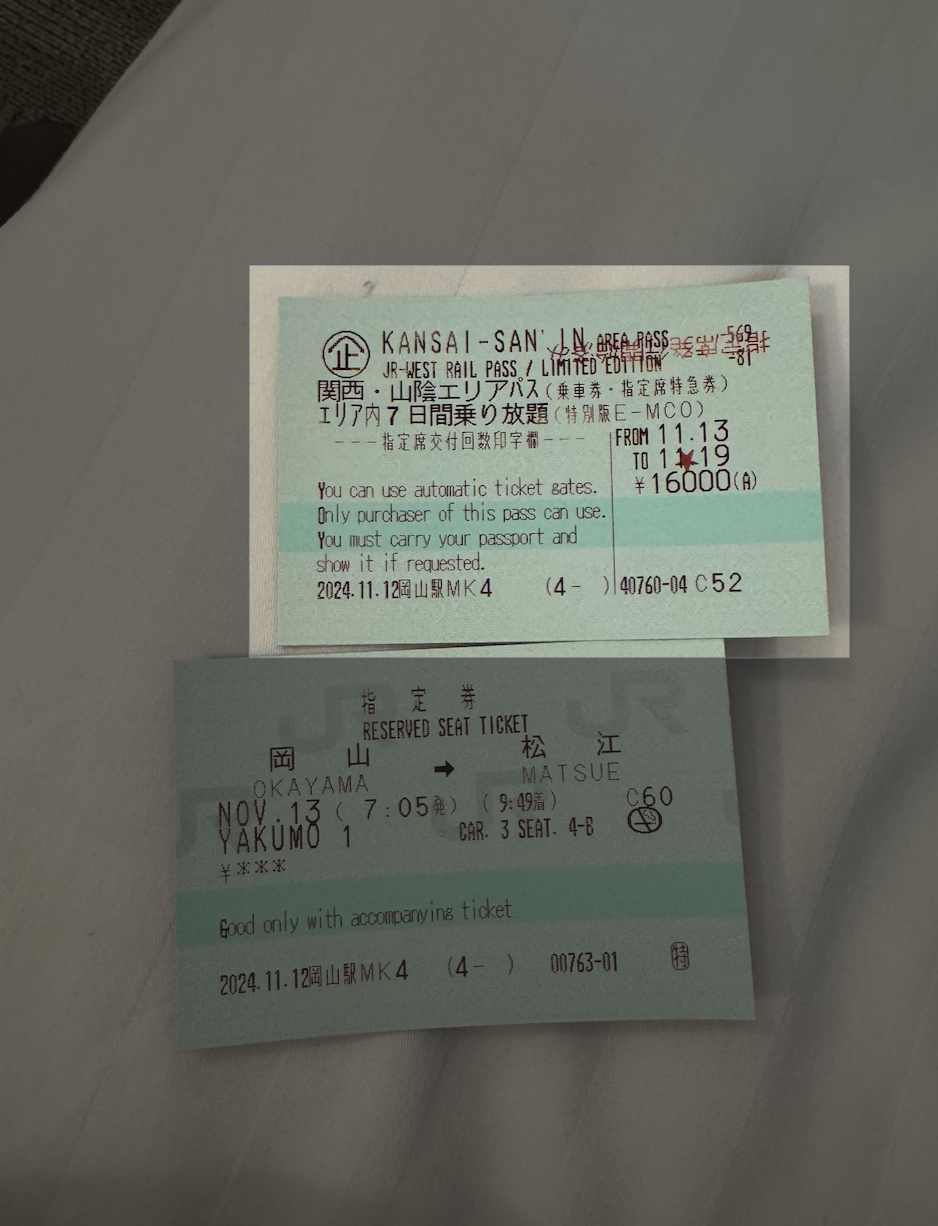 企 KANSAI-SAN'IN AREA PASS -569
JR-WEST RAIL PASS / LIMITED EDITION -81
関西・山陰エリアパス(乗車券・指定席特急券)
エリア内7日間乗り放題(特別版E-MCO)
---指定席交付回数印字欄---
FROM 11.13
TO 11.19
¥16000(A)
You can use automatic ticket gates.
Only purchaser of this pass can use.
You must carry your passport and
show it if requested.
2024.11.12岡山駅MK4 (4- ) 40760-04 C52
指定券
RESERVED SEAT TICKET
岡山 → 松江
OKAYAMA MATSUE
NOV.13 ( 7:05発) ( 9:49着) C60
YAKUMO 1 CAR. 3 SEAT. 4-B
¥***
Good only with accompanying ticket
2024.11.12岡山駅MK4 (4- ) 00763-01 特